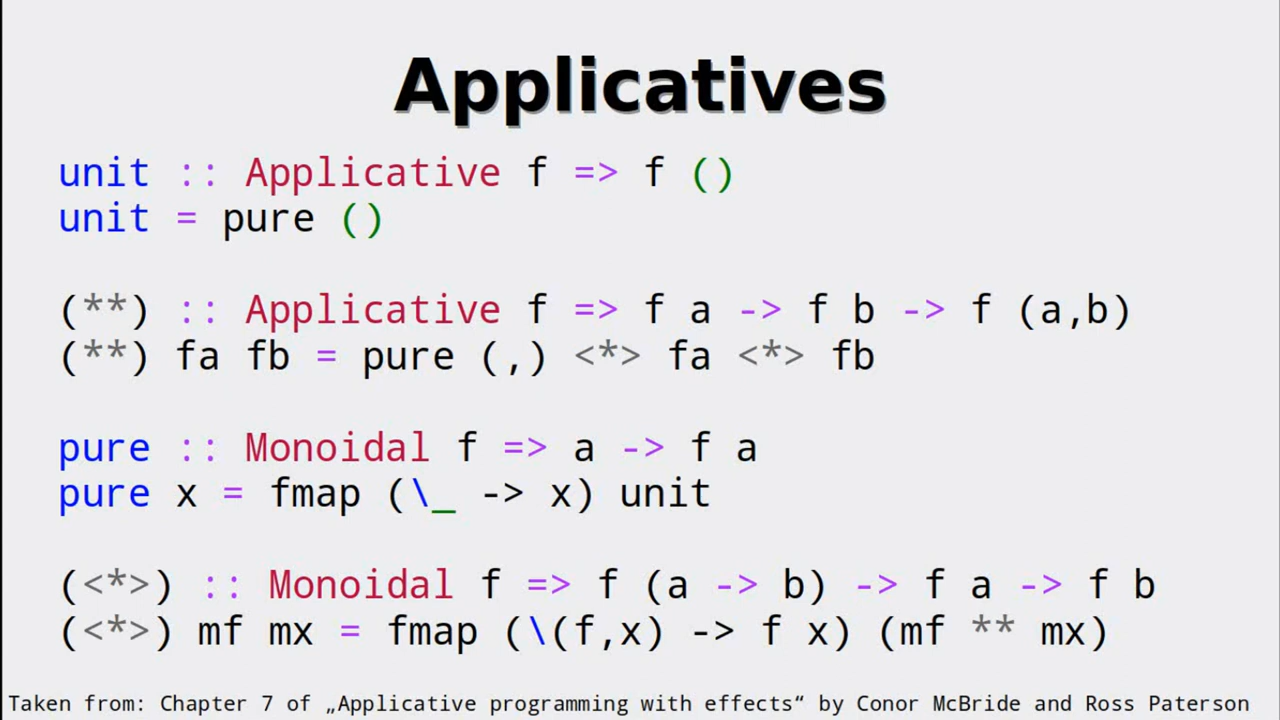 Applicatives
unit :: Applicative f => f ()
unit = pure ()
(**) :: Applicative f => f a -> f b -> f (a,b)
(**) fa fb = pure (,) <*> fa <*> fb
pure :: Monoidal f => a -> f a
pure x = fmap (\_ -> x) unit
(<*>) :: Monoidal f => f (a -> b) -> f a -> f b
(<*>) mf mx = fmap (\(f,x) -> f x) (mf ** mx)
Taken from: Chapter 7 of „Applicative programming with effects“ by Conor McBride and Ross Paterson